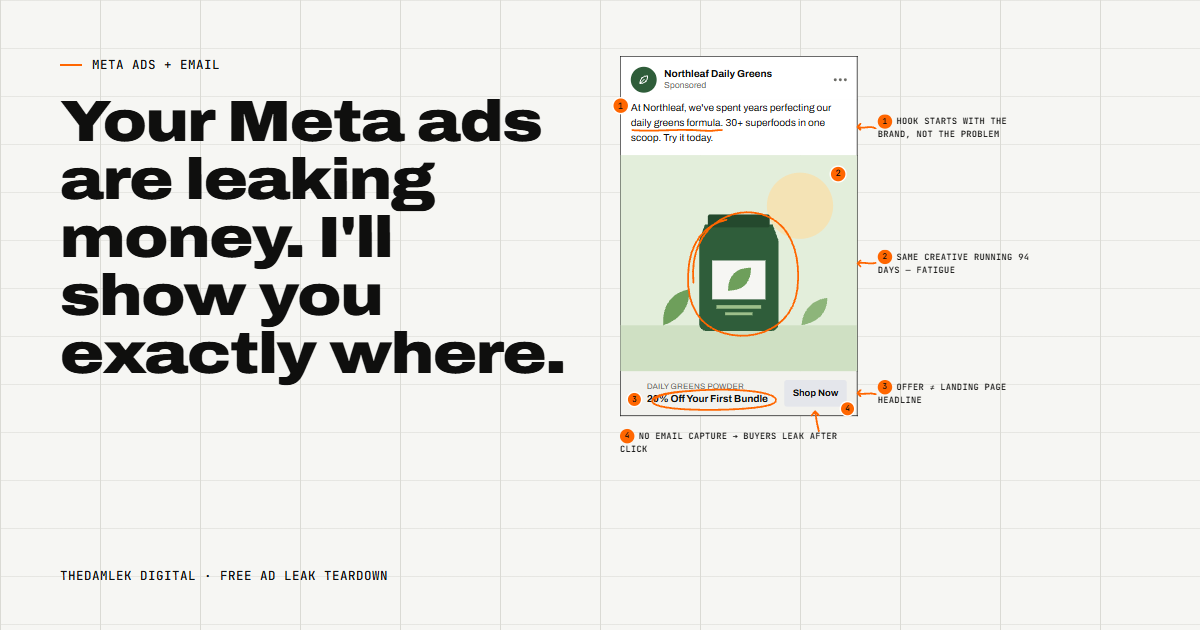 META ADS + EMAIL
Your Meta ads
are leaking
money. I'll
show you
exactly where.
Northleaf Daily Greens
Sponsored
1
At Northleaf, we've spent years perfecting our
daily greens formula. 30+ superfoods in one
scoop. Try it today.
1 HOOK STARTS WITH THE
BRAND, NOT THE PROBLEM
2
2 SAME CREATIVE RUNNING 94
DAYS — FATIGUE
DAILY GREENS POWDER
3 20% Off Your First Bundle
Shop Now
4
3 OFFER ≠ LANDING PAGE
HEADLINE
4 NO EMAIL CAPTURE → BUYERS LEAK AFTER
CLICK
THEDAMLEK DIGITAL · FREE AD LEAK TEARDOWN